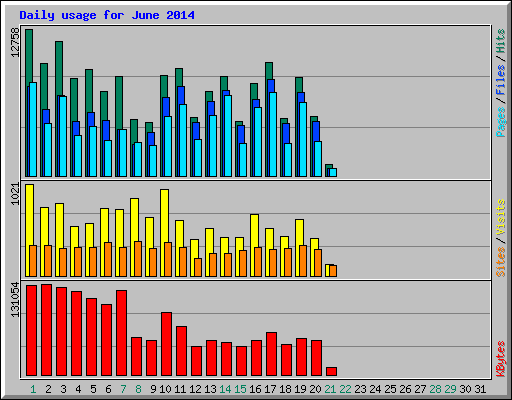 Daily usage for June 2014
12758
Pages / Files / Hits
1021
Sites / Visits
131054
KBytes
1 2 3 4 5 6 7 8 9 10 11 12 13 14 15 16 17 18 19 20 21 22 23 24 25 26 27 28 29 30 31